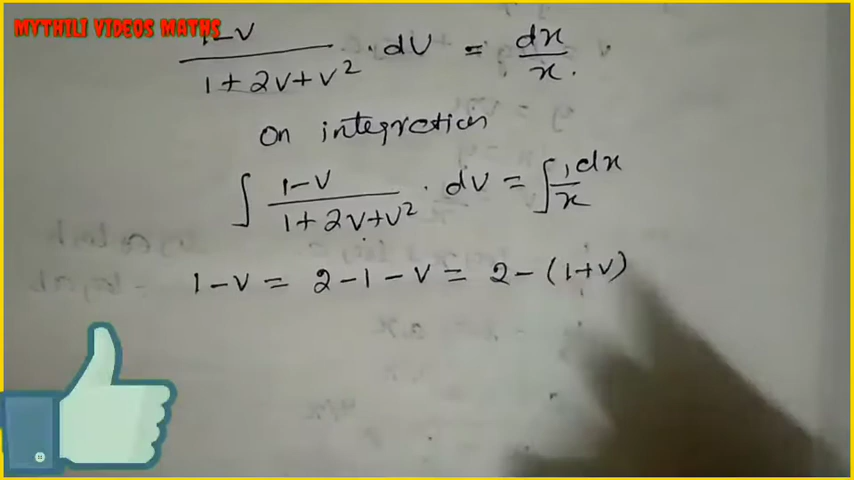 MYTHILI VIDEOS MATHS
1-v / 1+2v+v² . dv = dx / x.
On integration
∫ 1-v / 1+2v+v² . dv = ∫ 1/x dx
1-v = 2-1-v = 2-(1+v)